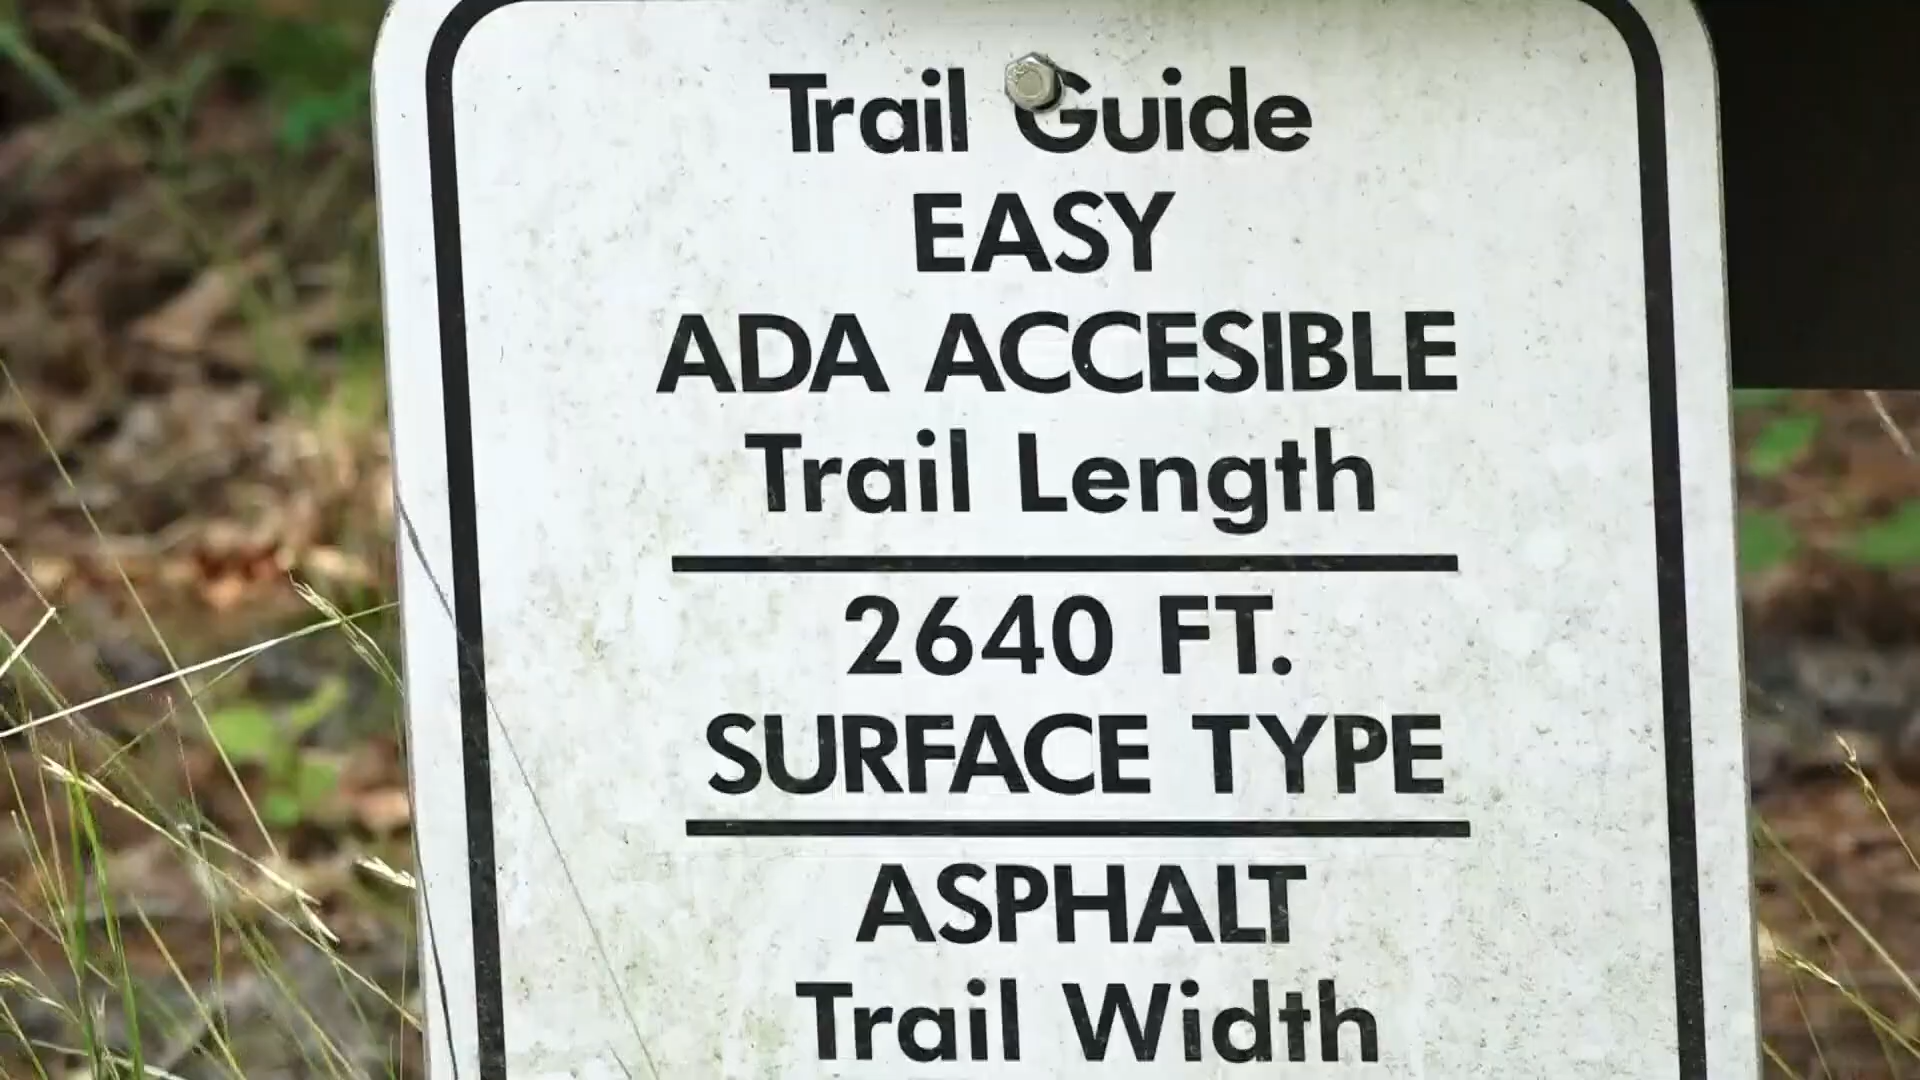 Trail Guide
EASY
ADA ACCESIBLE
Trail Length
2640 FT.
SURFACE TYPE
ASPHALT
Trail Width